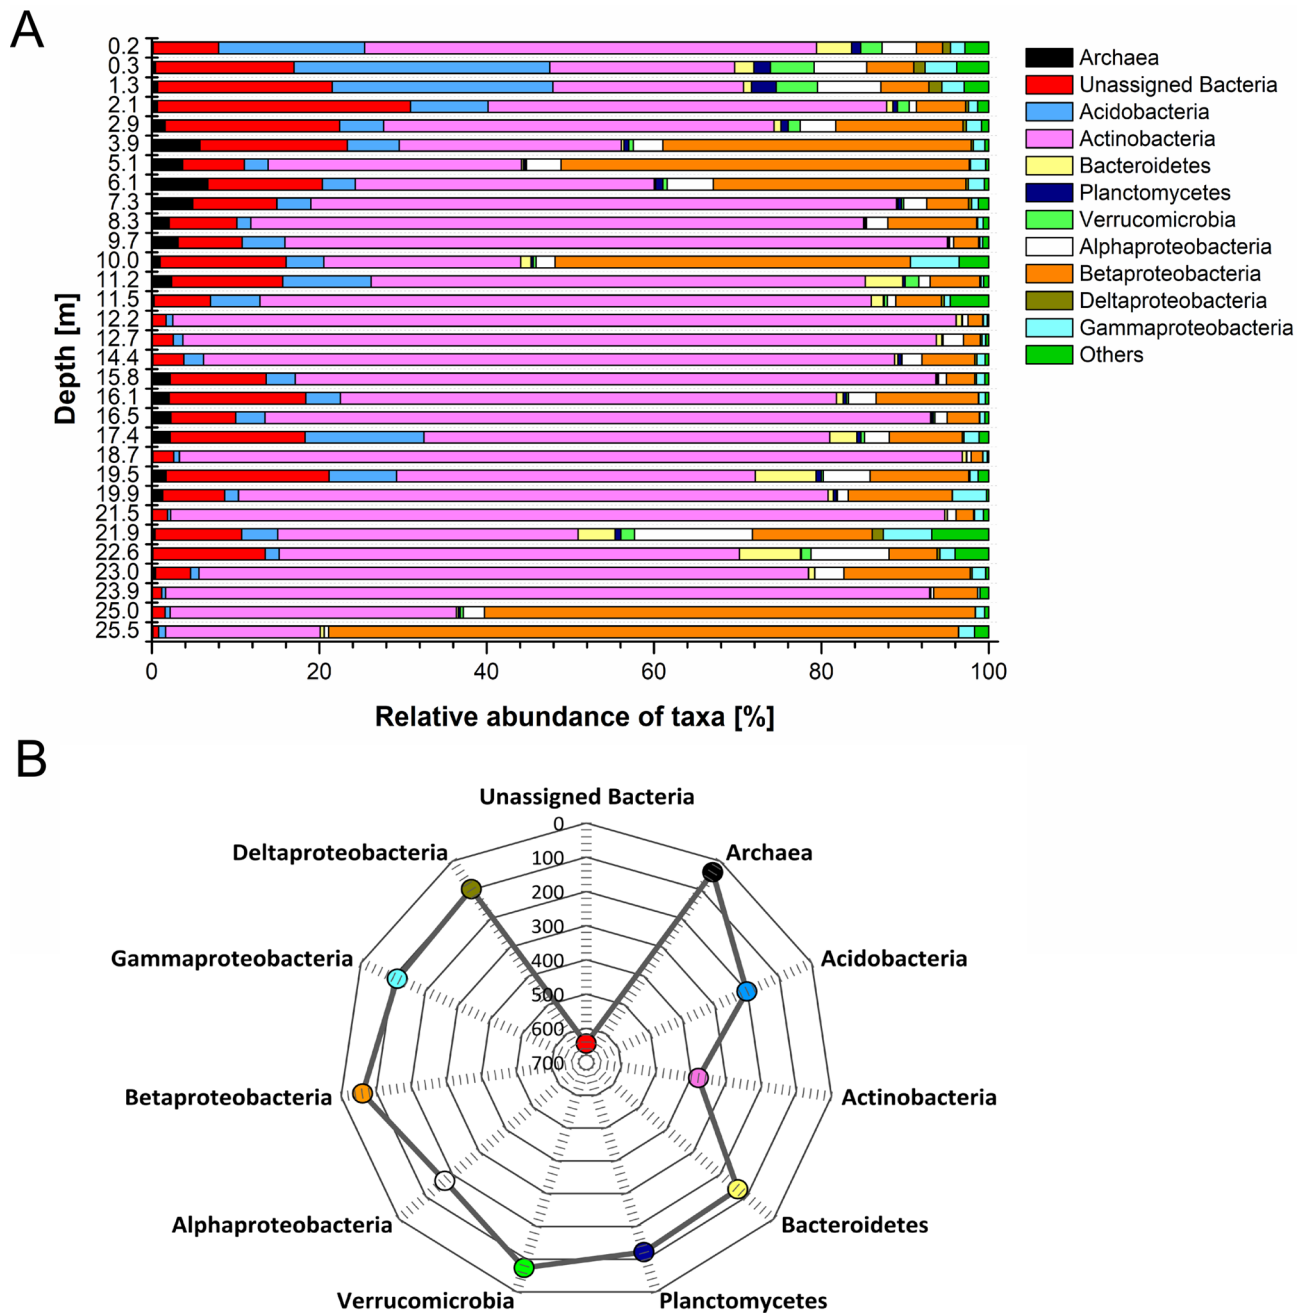 A
0.2
0.3
1.3
2.1
2.9
3.9
5.1
6.1
7.3
8.3
9.7
10.0
11.2
11.5
12.2
12.7
14.4
15.8
16.1
16.5
17.4
18.7
19.5
19.9
21.5
21.9
22.6
23.0
23.9
25.0
25.5
Depth [m]
0 20 40 60 80 100
Relative abundance of taxa [%]
Archaea
Unassigned Bacteria
Acidobacteria
Actinobacteria
Bacteroidetes
Planctomycetes
Verrucomicrobia
Alphaproteobacteria
Betaproteobacteria
Deltaproteobacteria
Gammaproteobacteria
Others
B
Unassigned Bacteria
Archaea
Acidobacteria
Actinobacteria
Bacteroidetes
Planctomycetes
Verrucomicrobia
Alphaproteobacteria
Betaproteobacteria
Gammaproteobacteria
Deltaproteobacteria
0
100
200
300
400
500
600
700